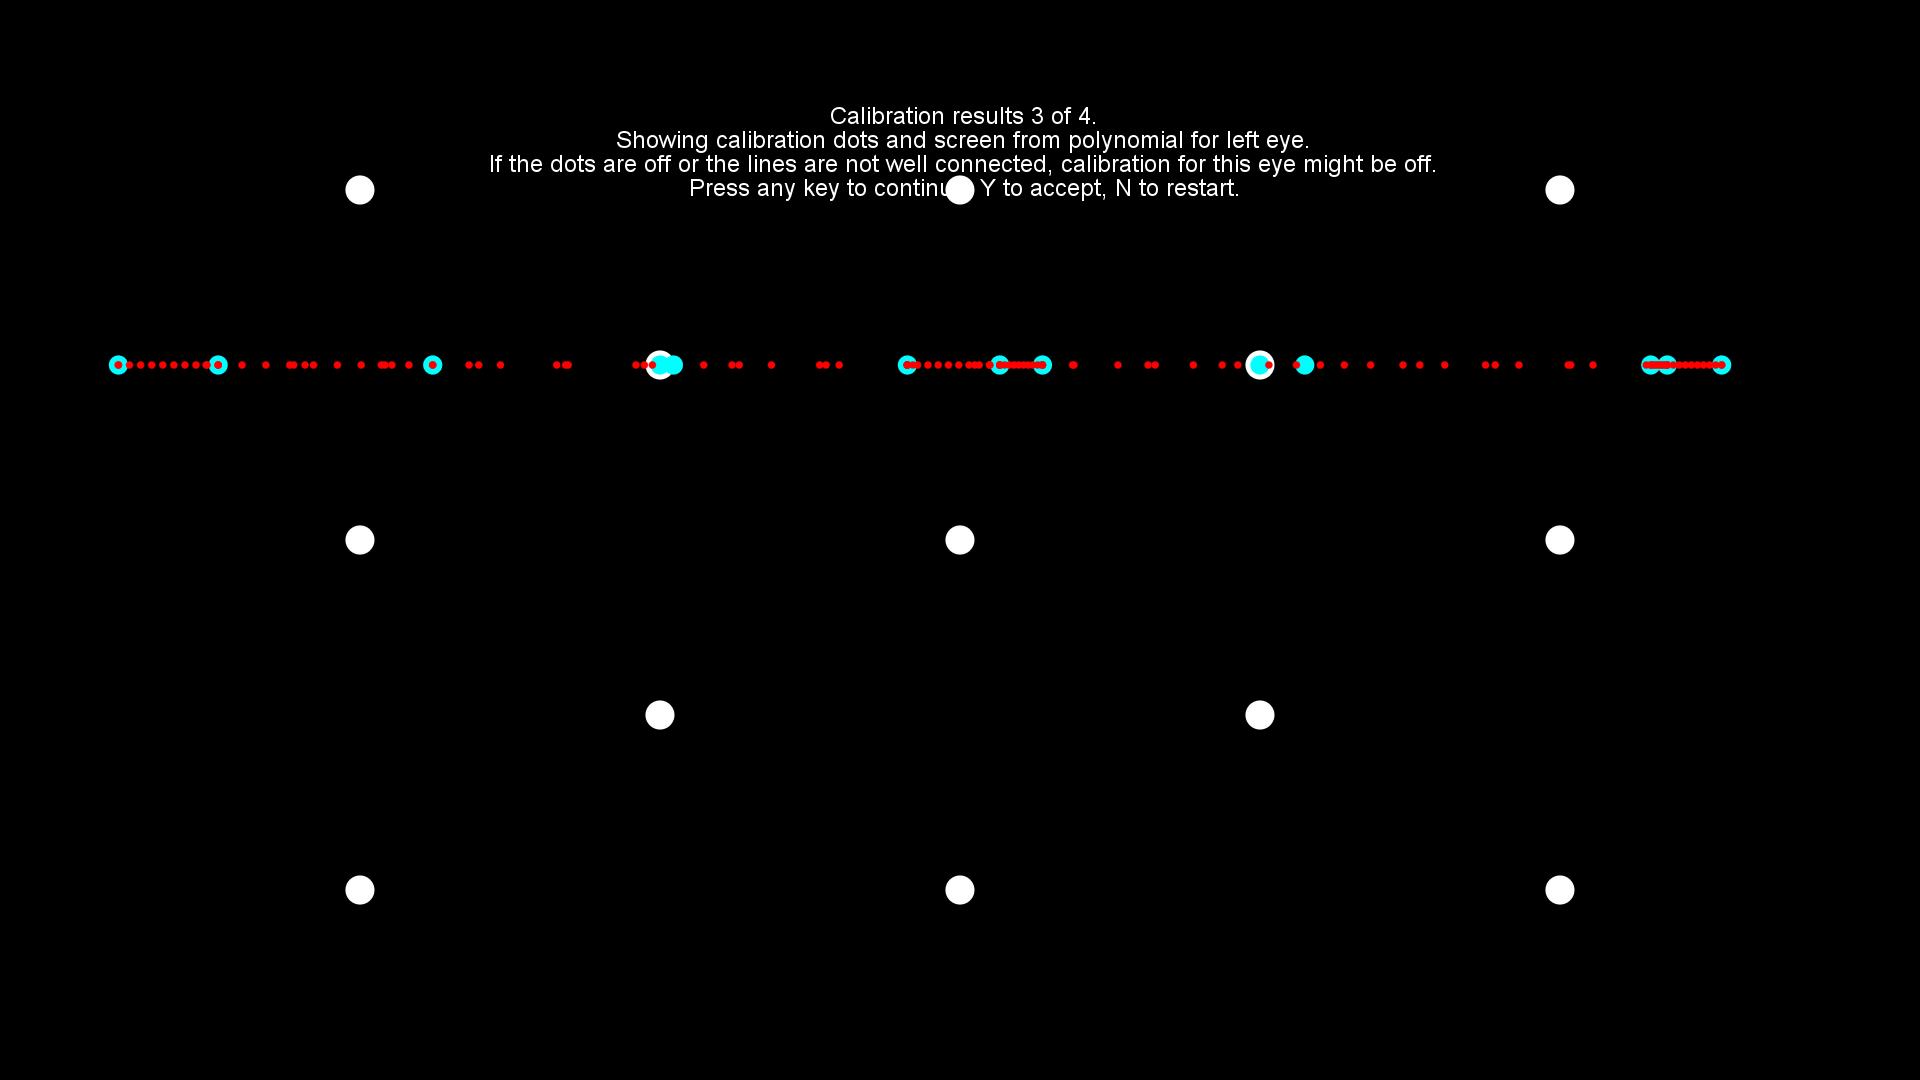 Calibration results 3 of 4.
Showing calibration dots and screen from polynomial for left eye.
If the dots are off or the lines are not well connected, calibration for this eye might be off.
Press any key to continu Y to accept, N to restart.